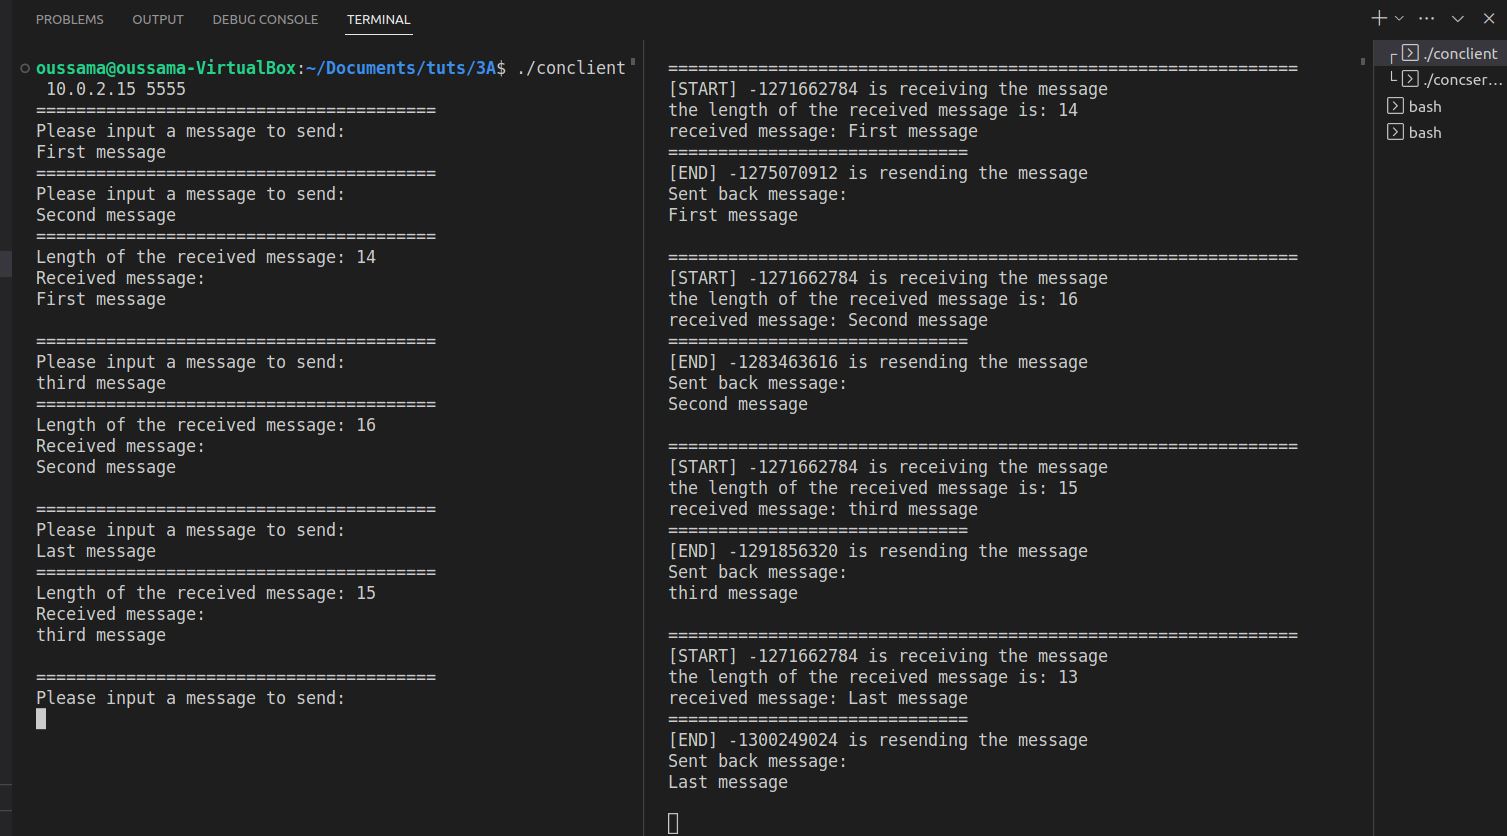 PROBLEMS OUTPUT DEBUG CONSOLE TERMINAL
oussama@oussama-VirtualBox:~/Documents/tuts/3A$ ./conclient
 10.0.2.15 5555
========================================
Please input a message to send:
First message
========================================
Please input a message to send:
Second message
========================================
Length of the received message: 14
Received message:
First message
========================================
Please input a message to send:
third message
========================================
Length of the received message: 16
Received message:
Second message
========================================
Please input a message to send:
Last message
========================================
Length of the received message: 15
Received message:
third message
========================================
Please input a message to send:
===============================================================
[START] -1271662784 is receiving the message
the length of the received message is: 14
received message: First message
==============================
[END] -1275070912 is resending the message
Sent back message:
First message
===============================================================
[START] -1271662784 is receiving the message
the length of the received message is: 16
received message: Second message
==============================
[END] -1283463616 is resending the message
Sent back message:
Second message
===============================================================
[START] -1271662784 is receiving the message
the length of the received message is: 15
received message: third message
==============================
[END] -1291856320 is resending the message
Sent back message:
third message
===============================================================
[START] -1271662784 is receiving the message
the length of the received message is: 13
received message: Last message
==============================
[END] -1300249024 is resending the message
Sent back message:
Last message
./conclient
./concser...
bash
bash